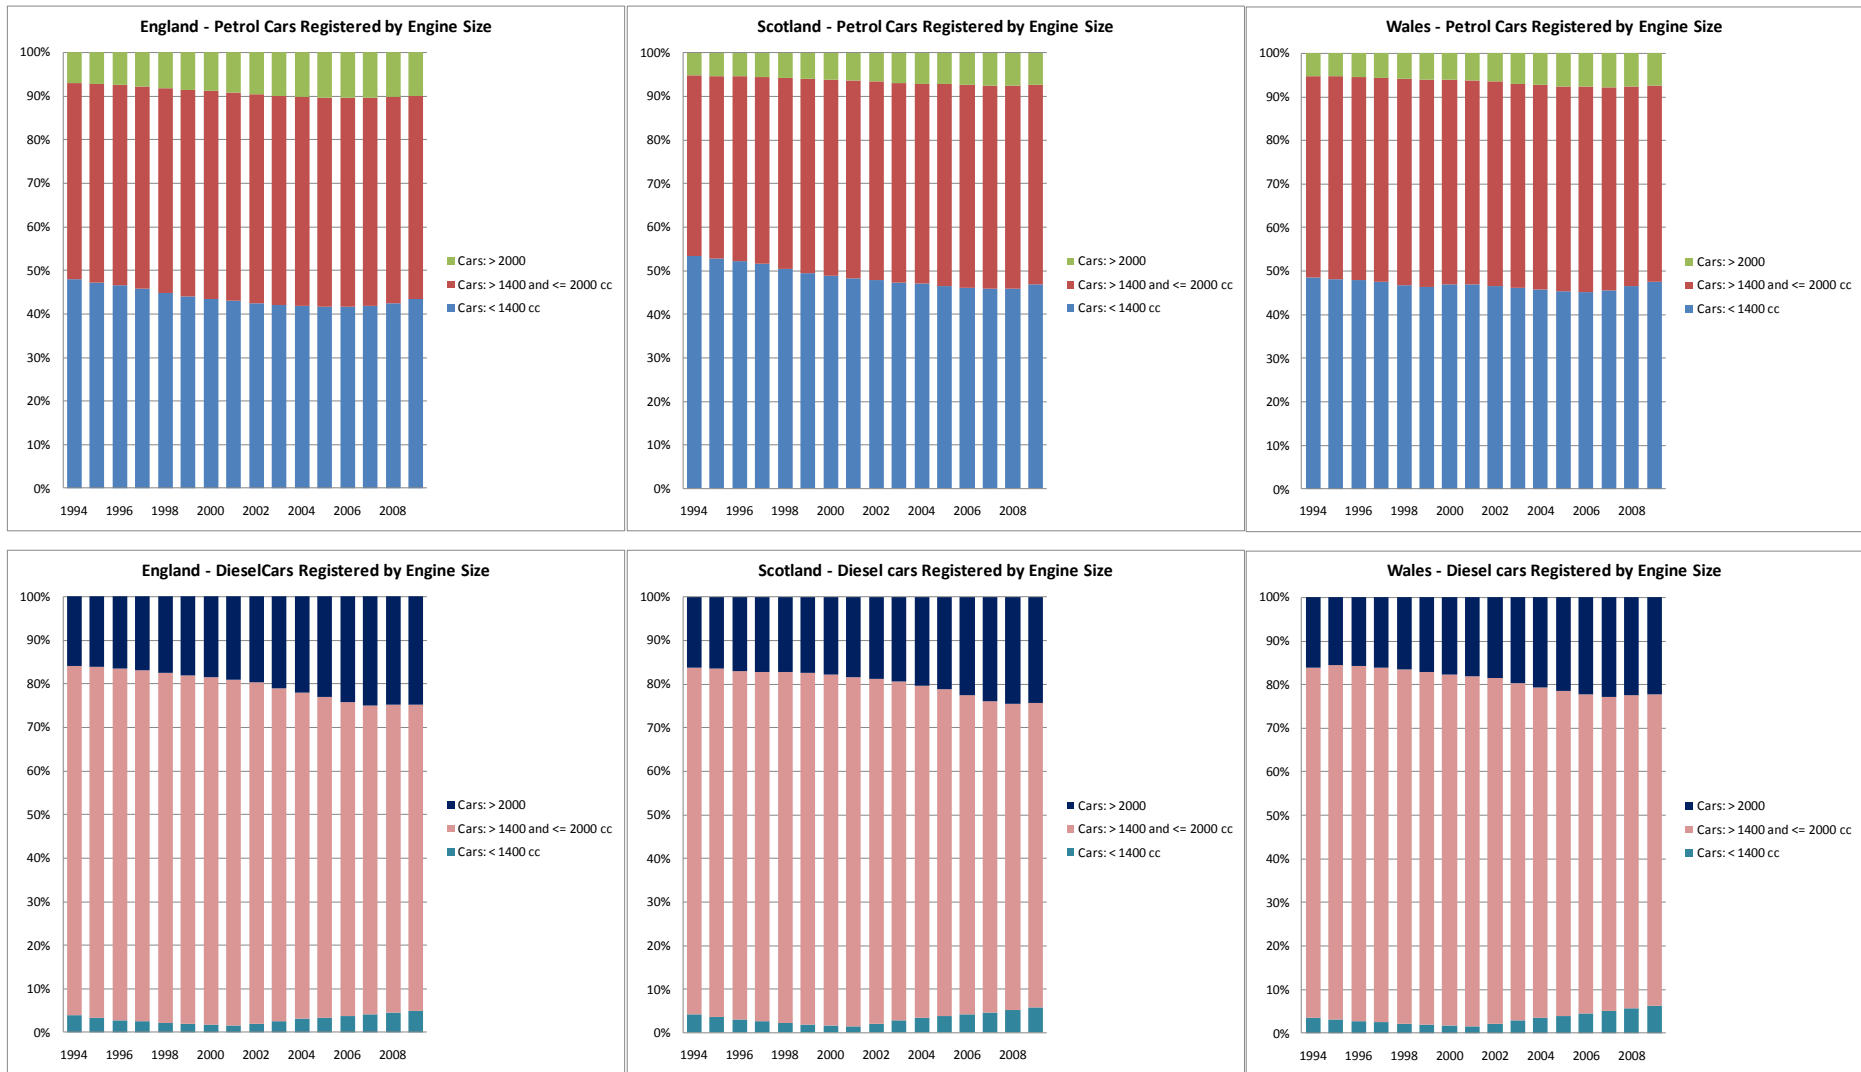 England - Petrol Cars Registered by Engine Size
100%
90%
80%
70%
60%
50%
40%
30%
20%
10%
0%
1994 1996 1998 2000 2002 2004 2006 2008
Cars: > 2000
Cars: > 1400 and <= 2000 cc
Cars: < 1400 cc
Scotland - Petrol Cars Registered by Engine Size
100%
90%
80%
70%
60%
50%
40%
30%
20%
10%
0%
1994 1996 1998 2000 2002 2004 2006 2008
Cars: > 2000
Cars: > 1400 and <= 2000 cc
Cars: < 1400 cc
Wales - Petrol Cars Registered by Engine Size
100%
90%
80%
70%
60%
50%
40%
30%
20%
10%
0%
1994 1996 1998 2000 2002 2004 2006 2008
Cars: > 2000
Cars: > 1400 and <= 2000 cc
Cars: < 1400 cc
England - DieselCars Registered by Engine Size
100%
90%
80%
70%
60%
50%
40%
30%
20%
10%
0%
1994 1996 1998 2000 2002 2004 2006 2008
Cars: > 2000
Cars: > 1400 and <= 2000 cc
Cars: < 1400 cc
Scotland - Diesel cars Registered by Engine Size
100%
90%
80%
70%
60%
50%
40%
30%
20%
10%
0%
1994 1996 1998 2000 2002 2004 2006 2008
Cars: > 2000
Cars: > 1400 and <= 2000 cc
Cars: < 1400 cc
Wales - Diesel cars Registered by Engine Size
100%
90%
80%
70%
60%
50%
40%
30%
20%
10%
0%
1994 1996 1998 2000 2002 2004 2006 2008
Cars: > 2000
Cars: > 1400 and <= 2000 cc
Cars: < 1400 cc